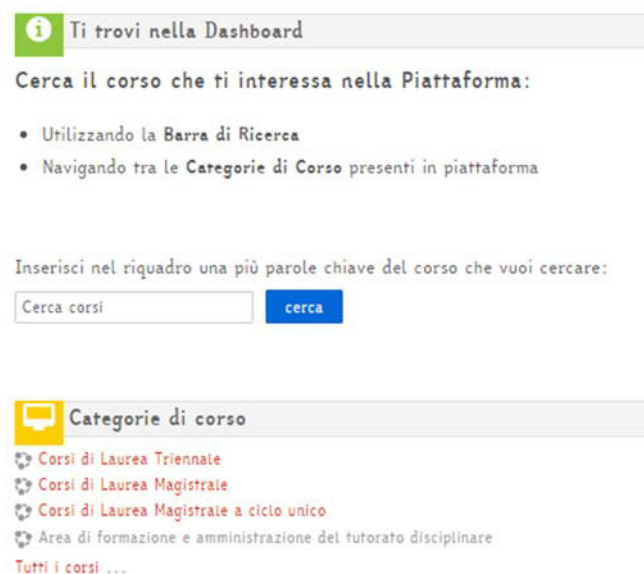 Ti trovi nella Dashboard
Cerca il corso che ti interessa nella Piattaforma:
• Utilizzando la Barra di Ricerca
• Navigando tra le Categorie di Corso presenti in piattaforma
Inserisci nel riquadro una più parole chiave del corso che vuoi cercare:
Cerca corsi cerca
Categorie di corso
Corsi di Laurea Triennale
Corsi di Laurea Magistrale
Corsi di Laurea Magistrale a ciclo unico
Area di formazione e amministrazione del tutorato disciplinare
Tutti i corsi ...